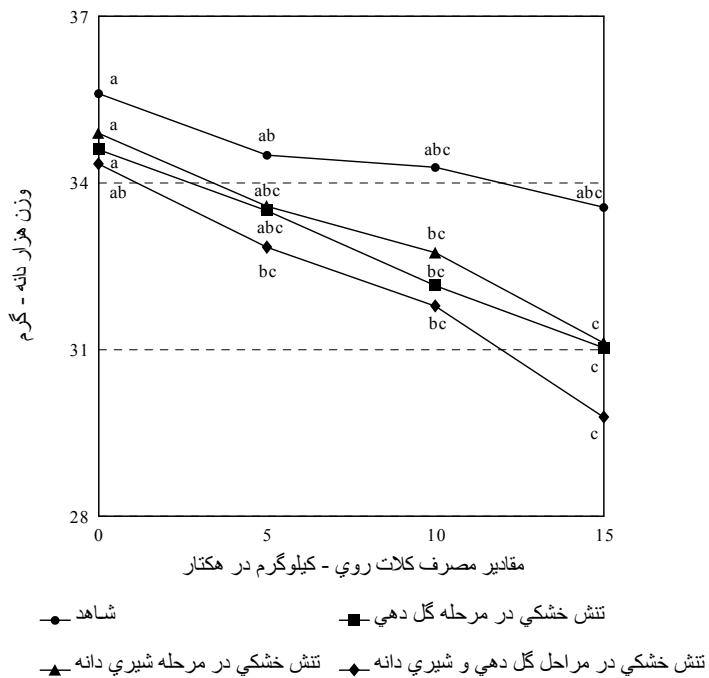 37
a
a
ab
abc
abc
34
a
ab
abc
abc
bc
bc
bc
bc
31
c
c
c
28
0
5
10
15
وزن هزار دانه - گرم
مقادير مصرف كلات روي - كيلوگرم در هكتار
شاهد
تنش خشكي در مرحله گل دهي
تنش خشكي در مرحله شيري دانه
تنش خشكي در مراحل گل دهي و شيري دانه